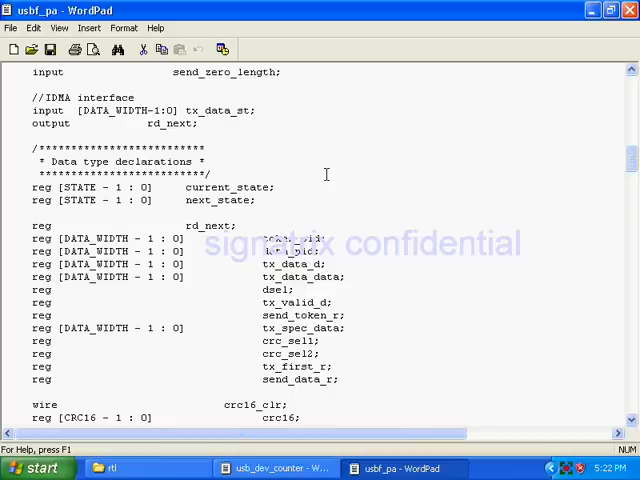 usbf_pa - WordPad
File Edit View Insert Format Help
input send_zero_length;
//IDMA interface
input [DATA_WIDTH-1:0] tx_data_st;
output rd_next;
/**************************
* Data type declarations *
**************************/
reg [STATE - 1 : 0] current_state;
reg [STATE - 1 : 0] next_state;
reg rd_next;
reg [DATA_WIDTH - 1 : 0] token_pid;
reg [DATA_WIDTH - 1 : 0] data_pid;
reg [DATA_WIDTH - 1 : 0] tx_data_d;
reg [DATA_WIDTH - 1 : 0] tx_data_data;
reg dsel;
reg tx_valid_d;
reg send_token_r;
reg [DATA_WIDTH - 1 : 0] tx_spec_data;
reg crc_sel1;
reg crc_sel2;
reg tx_first_r;
reg send_data_r;
wire crc16_clr;
reg [CRC16 - 1 : 0] crc16;
signatrix confidential
For Help, press F1 NUM
start rtl usb_dev_counter - W... usbf_pa - WordPad 5:22 PM